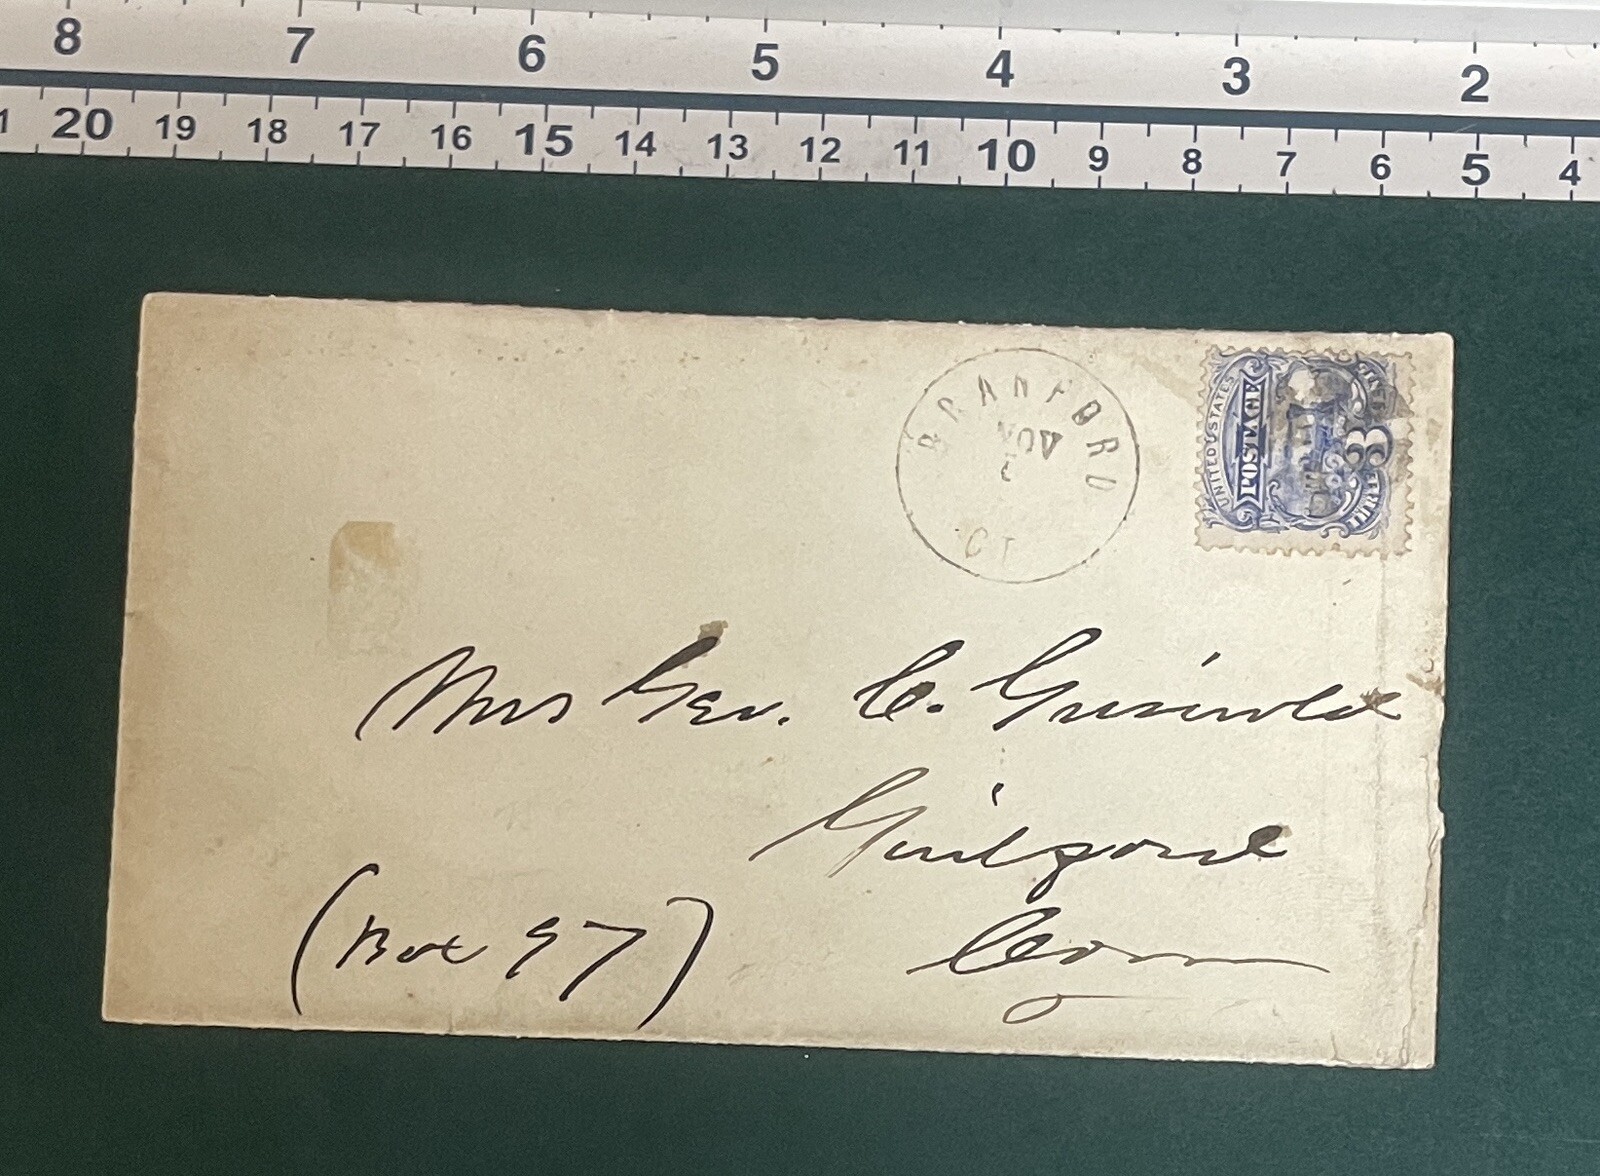 8 7 6 5 4 3 2
20 19 18 17 16 15 14 13 12 11 10 9 8 7 6 5 4
BRANFORD
NOV
CT
UNITED STATES
POSTAGE
3
THREE CENTS
Mrs Geo. C. Griswold
Guilford
Conn
(Box 97)